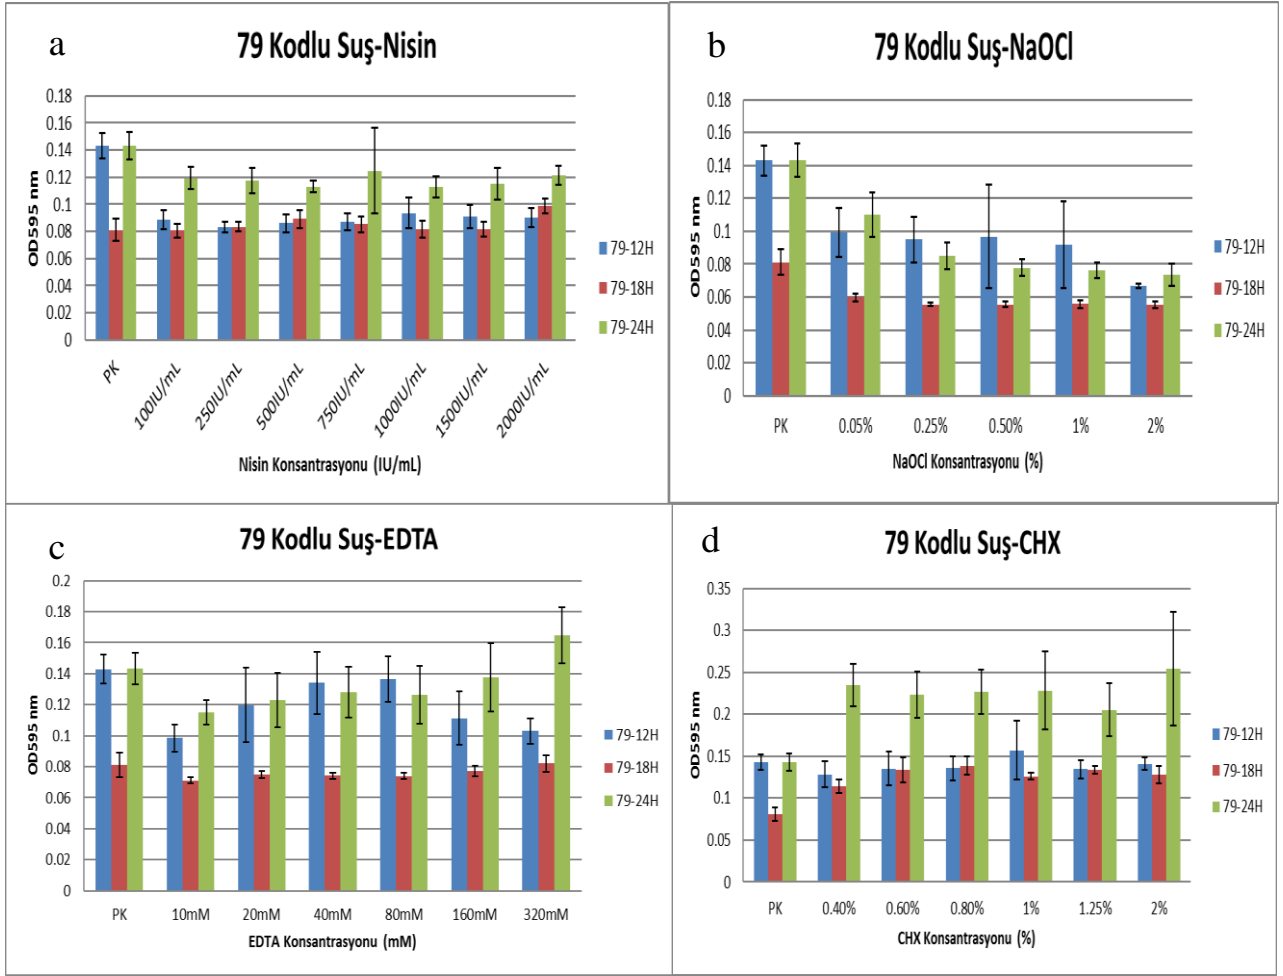 a
79 Kodlu Suş-Nisin
0.18
0.16
0.14
0.12
0.1
0.08
0.06
0.04
0.02
0
OD595 nm
PK
100IU/mL
250IU/mL
500IU/mL
750IU/mL
1000IU/mL
1500IU/mL
2000IU/mL
Nisin Konsantrasyonu (IU/mL)
79-12H
79-18H
79-24H
b
79 Kodlu Suş-NaOCl
0.18
0.16
0.14
0.12
0.1
0.08
0.06
0.04
0.02
0
OD595 nm
PK 0.05% 0.25% 0.50% 1% 2%
NaOCl Konsantrasyonu (%)
79-12H
79-18H
79-24H
c
79 Kodlu Suş-EDTA
0.2
0.18
0.16
0.14
0.12
0.1
0.08
0.06
0.04
0.02
0
OD595 nm
PK 10mM 20mM 40mM 80mM 160mM 320mM
EDTA Konsantrasyonu (mM)
79-12H
79-18H
79-24H
d
79 Kodlu Suş-CHX
0.35
0.3
0.25
0.2
0.15
0.1
0.05
0
OD595 nm
PK 0.40% 0.60% 0.80% 1% 1.25% 2%
CHX Konsantrasyonu (%)
79-12H
79-18H
79-24H